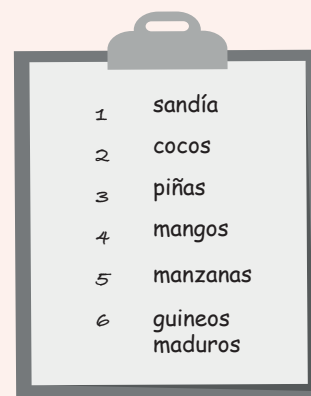 1 sandía
2 cocos
3 piñas
4 mangos
5 manzanas
6 guineos
maduros